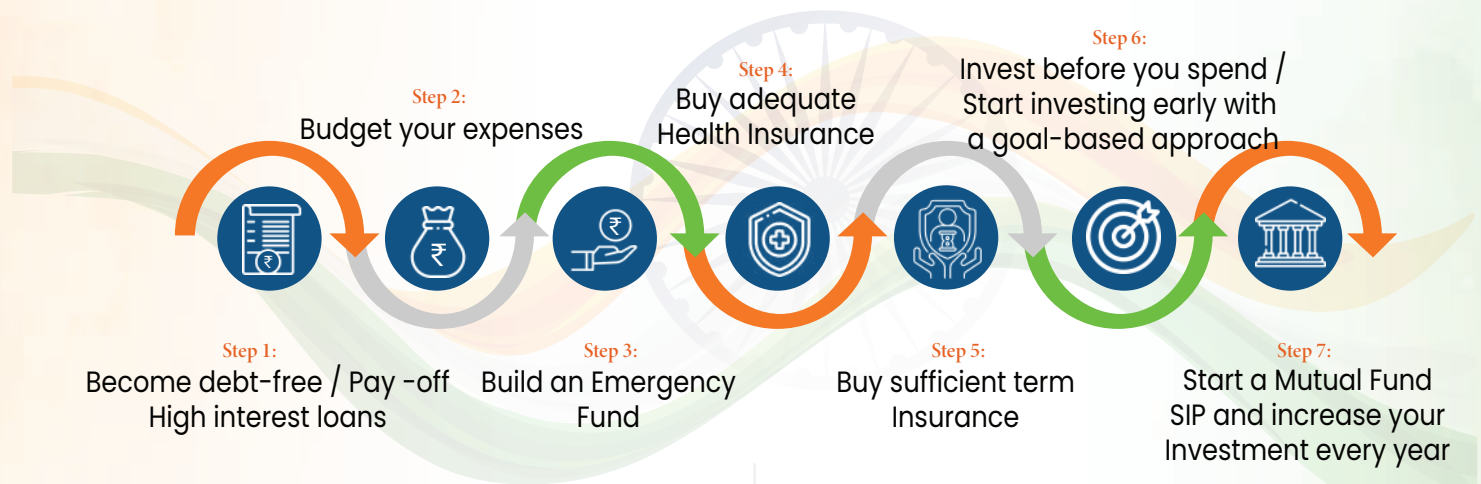 Step 1:
Become debt-free / Pay -off
High interest loans
Step 2:
Budget your expenses
Step 3:
Build an Emergency
Fund
Step 4:
Buy adequate
Health Insurance
Step 5:
Buy sufficient term
Insurance
Step 6:
Invest before you spend /
Start investing early with
a goal-based approach
Step 7:
Start a Mutual Fund
SIP and increase your
Investment every year
₹
₹
₹